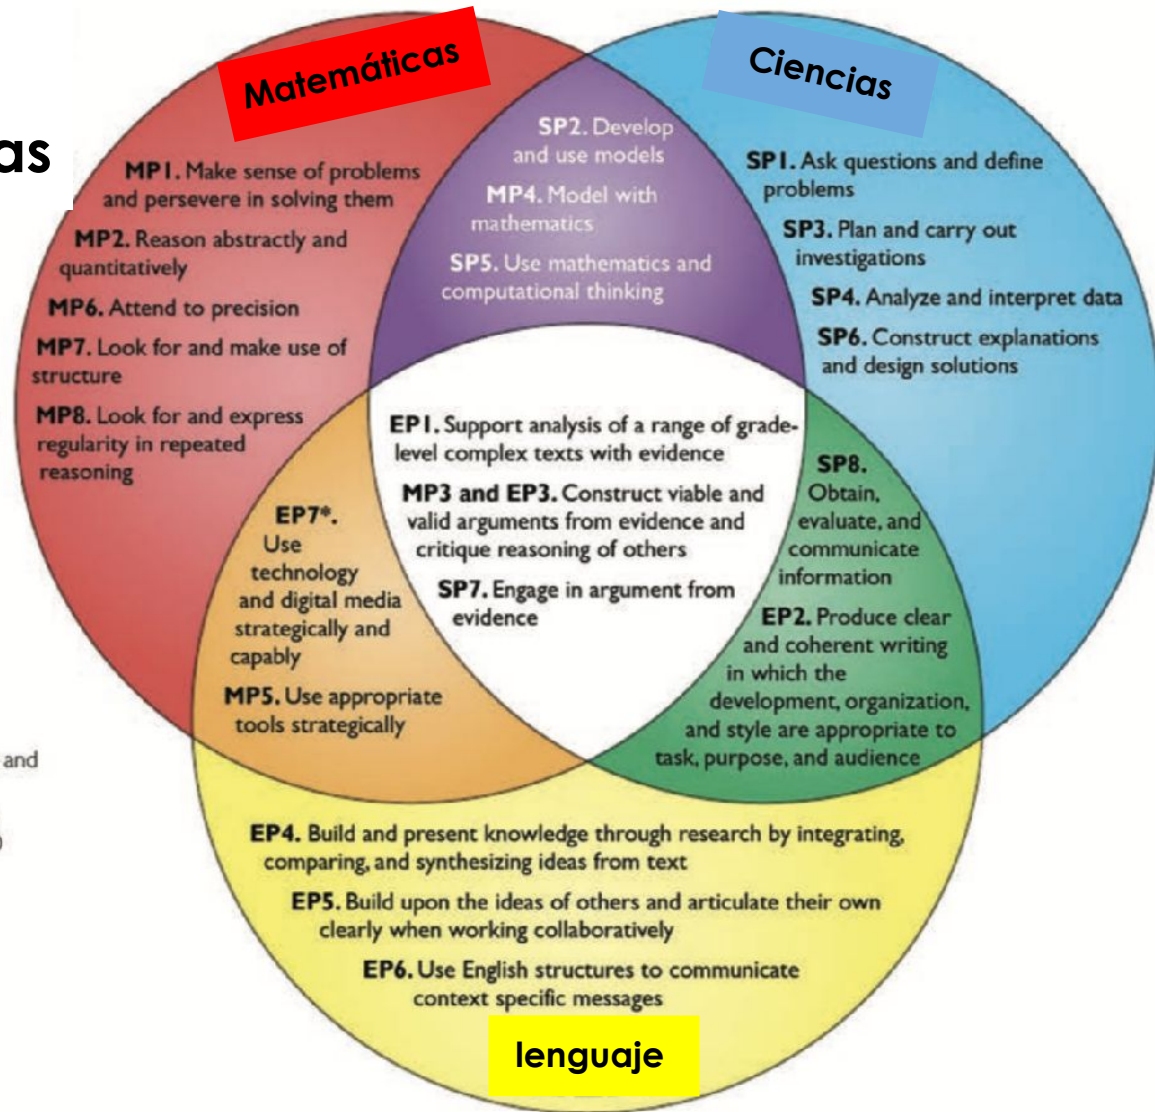 Matemáticas
Ciencias
as
MP1. Make sense of problems
and persevere in solving them
MP2. Reason abstractly and
quantitatively
MP6. Attend to precision
MP7. Look for and make use of
structure
MP8. Look for and express
regularity in repeated
reasoning
SP2. Develop
and use models
MP4. Model with
mathematics
SP5. Use mathematics and
computational thinking
SP1. Ask questions and define
problems
SP3. Plan and carry out
investigations
SP4. Analyze and interpret data
SP6. Construct explanations
and design solutions
EP1. Support analysis of a range of grade-
level complex texts with evidence
MP3 and EP3. Construct viable and
valid arguments from evidence and
critique reasoning of others
SP7. Engage in argument from
evidence
EP7*.
Use
technology
and digital media
strategically and
capably
MP5. Use appropriate
tools strategically
SP8.
Obtain,
evaluate, and
communicate
information
EP2. Produce clear
and coherent writing
in which the
development, organization,
and style are appropriate to
task, purpose, and audience
and
EP4. Build and present knowledge through research by integrating,
comparing, and synthesizing ideas from text
EP5. Build upon the ideas of others and articulate their own
clearly when working collaboratively
EP6. Use English structures to communicate
context specific messages
lenguaje